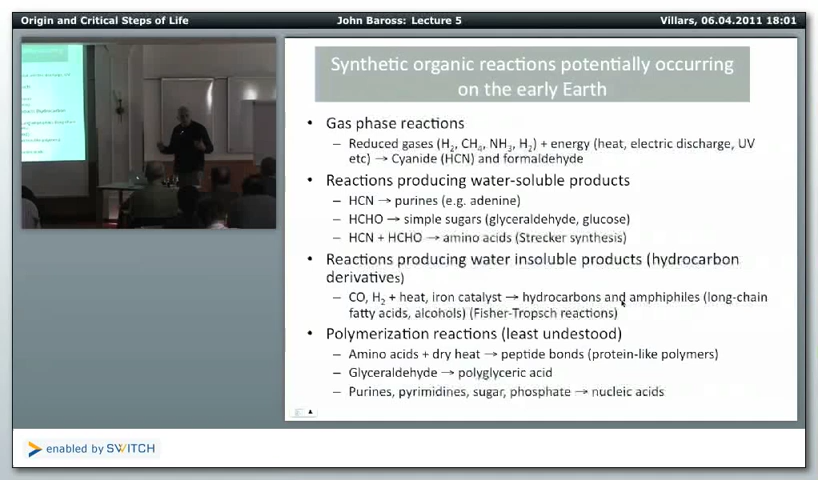 Origin and Critical Steps of Life
John Baross: Lecture 5
Villars, 06.04.2011 18:01
Synthetic organic reactions potentially occurring
on the early Earth
• Gas phase reactions
– Reduced gases (H2, CH4, NH3, H2) + energy (heat, electric discharge, UV
etc) → Cyanide (HCN) and formaldehyde
• Reactions producing water-soluble products
– HCN → purines (e.g. adenine)
– HCHO → simple sugars (glyceraldehyde, glucose)
– HCN + HCHO → amino acids (Strecker synthesis)
• Reactions producing water insoluble products (hydrocarbon
derivatives)
– CO, H2 + heat, iron catalyst → hydrocarbons and amphiphiles (long-chain
fatty acids, alcohols) (Fisher-Tropsch reactions)
• Polymerization reactions (least undestood)
– Amino acids + dry heat → peptide bonds (protein-like polymers)
– Glyceraldehyde → polyglyceric acid
– Purines, pyrimidines, sugar, phosphate → nucleic acids
enabled by SWITCH